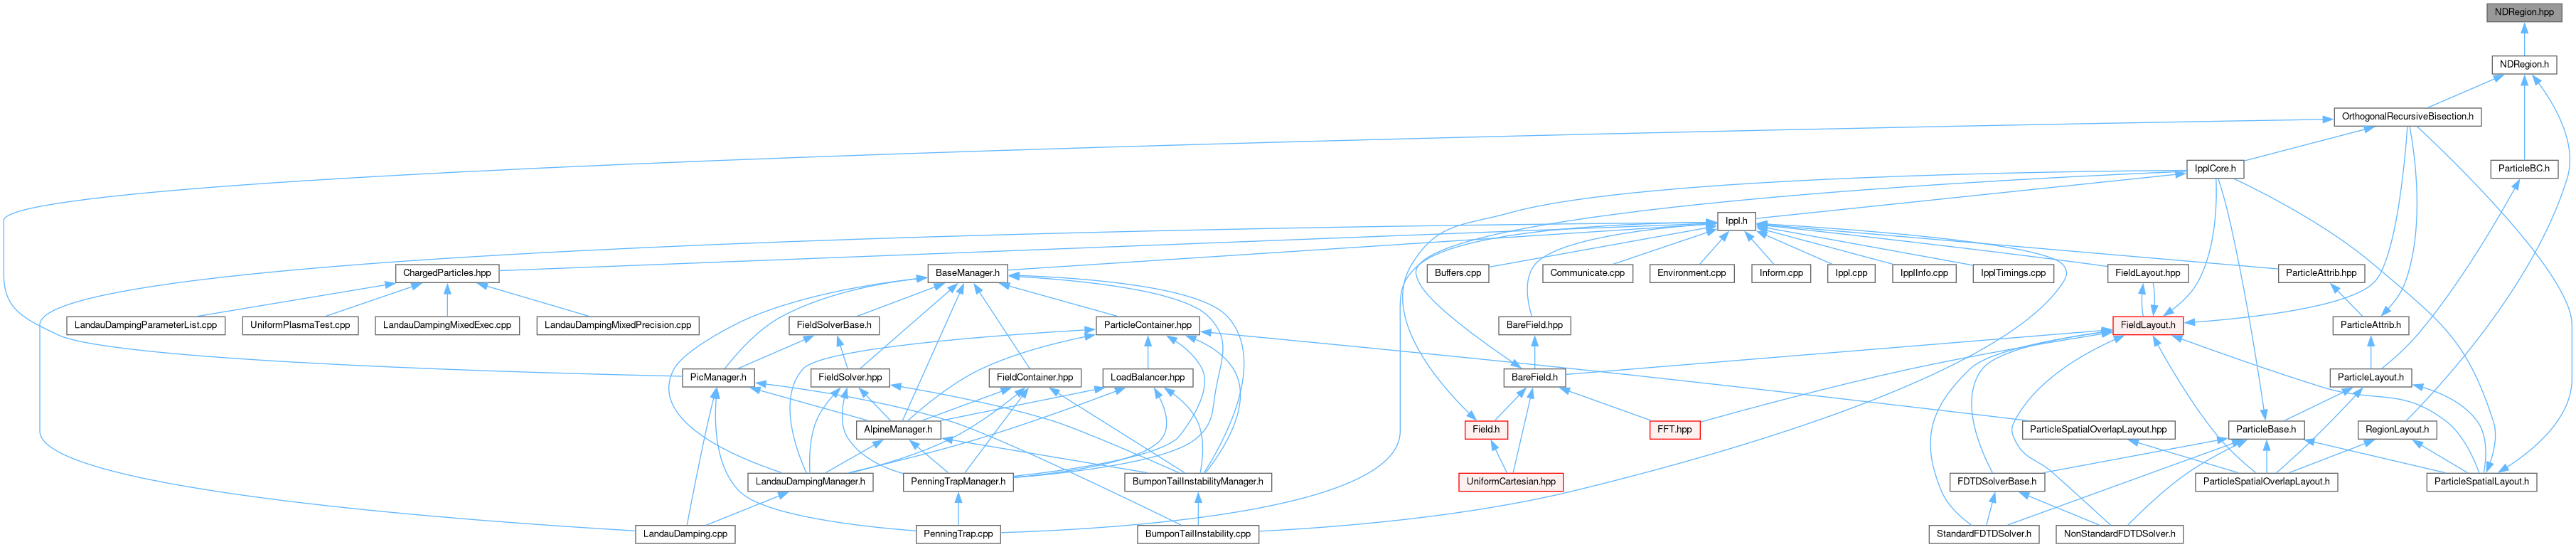 NDRegion.hpp
NDRegion.h
OrthogonalRecursiveBisection.h
IpplCore.h
ParticleBC.h
Ippl.h
ChargedParticles.hpp
BaseManager.h
Buffers.cpp
Communicate.cpp
Environment.cpp
Inform.cpp
Ippl.cpp
IpplInfo.cpp
IpplTimings.cpp
FieldLayout.hpp
ParticleAttrib.hpp
LandauDampingParameterList.cpp
UniformPlasmaTest.cpp
LandauDampingMixedExec.cpp
LandauDampingMixedPrecision.cpp
FieldSolverBase.h
ParticleContainer.hpp
BareField.hpp
FieldLayout.h
ParticleAttrib.h
PicManager.h
FieldSolver.hpp
FieldContainer.hpp
LoadBalancer.hpp
BareField.h
ParticleLayout.h
AlpineManager.h
Field.h
FFT.hpp
ParticleSpatialOverlapLayout.hpp
ParticleBase.h
RegionLayout.h
LandauDampingManager.h
PenningTrapManager.h
BumponTailInstabilityManager.h
UniformCartesian.hpp
FDTDSolverBase.h
ParticleSpatialOverlapLayout.h
ParticleSpatialLayout.h
LandauDamping.cpp
PenningTrap.cpp
BumponTailInstability.cpp
StandardFDTDSolver.h
NonStandardFDTDSolver.h